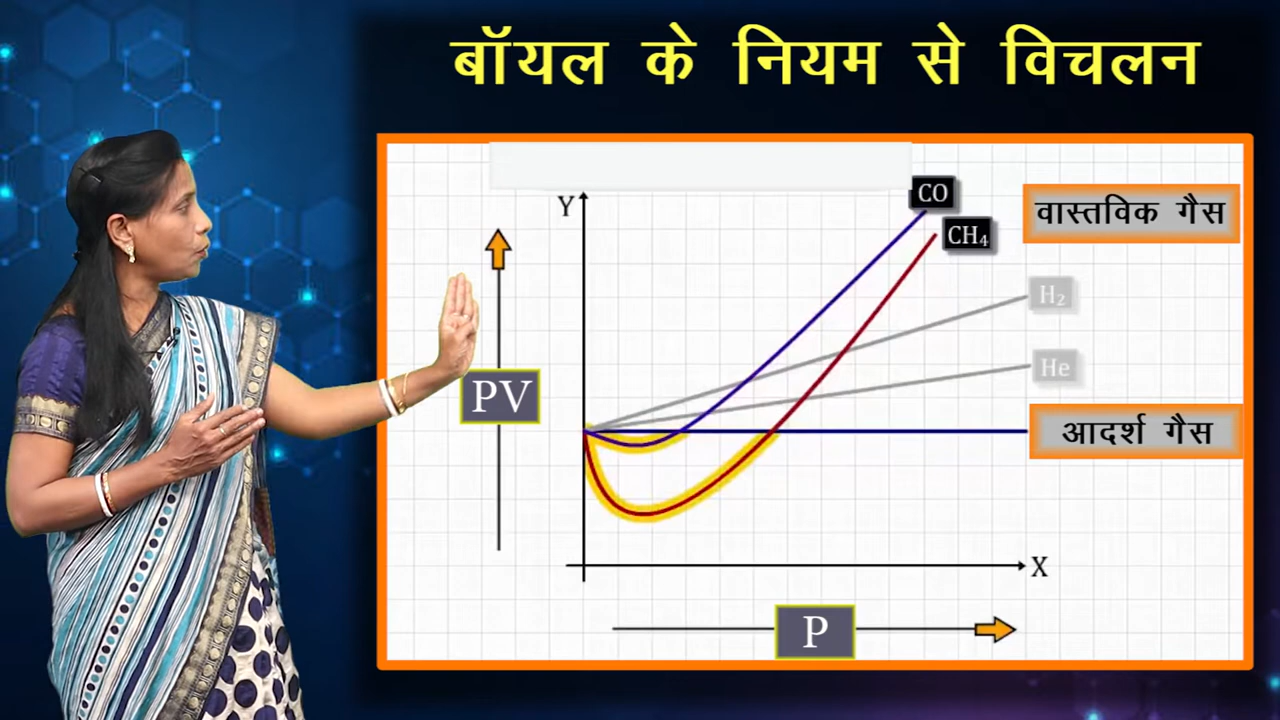 बॉयल के नियम से विचलन
Y
CO
वास्तविक गैस
CH₄
H₂
He
PV
आदर्श गैस
X
P